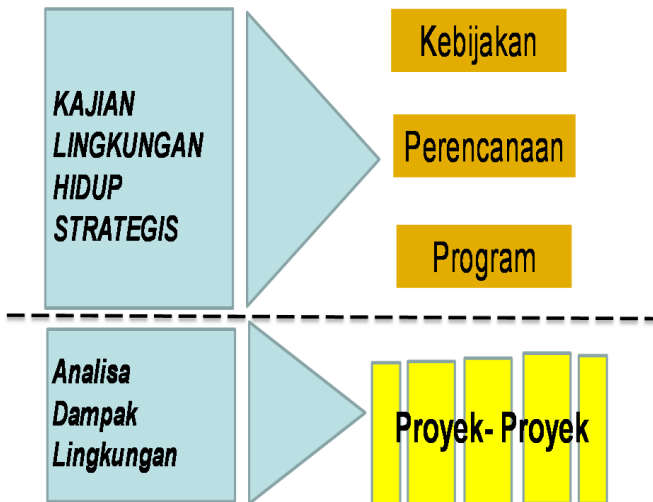 KAJIAN
LINGKUNGAN
HIDUP
STRATEGIS
Kebijakan
Perencanaan
Program
Analisa
Dampak
Lingkungan
Proyek- Proyek